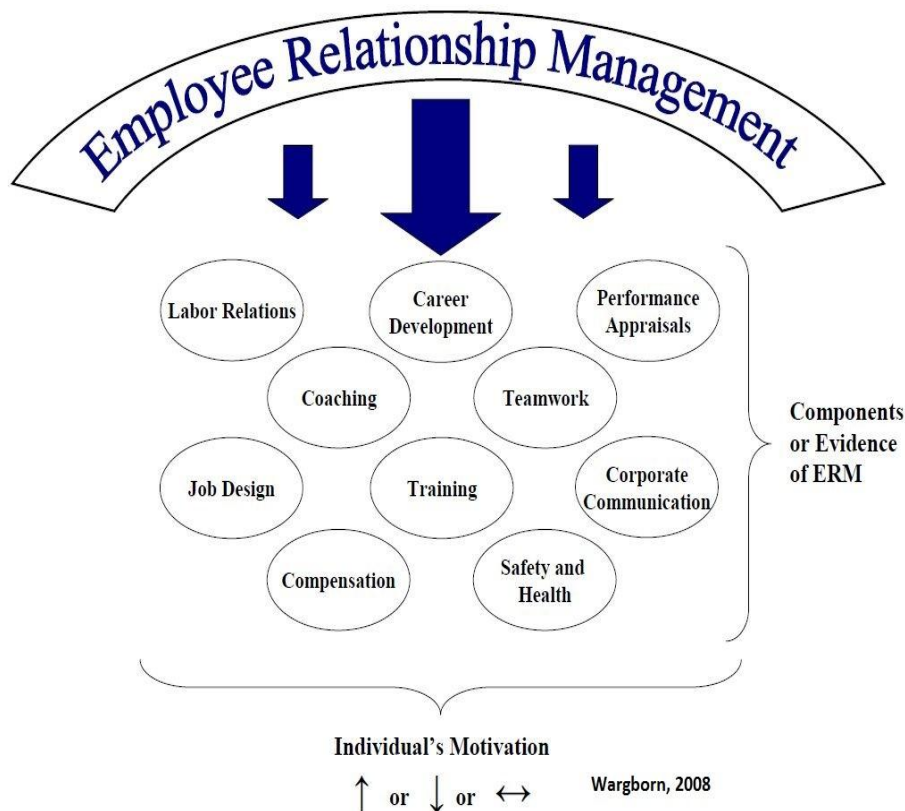 Employee Relationship Management
Labor Relations
Career
Development
Performance
Appraisals
Coaching
Teamwork
Job Design
Training
Corporate
Communication
Compensation
Safety and
Health
Components
or Evidence
of ERM
Individual's Motivation
↑ or ↓ or ↔
Wargborn, 2008